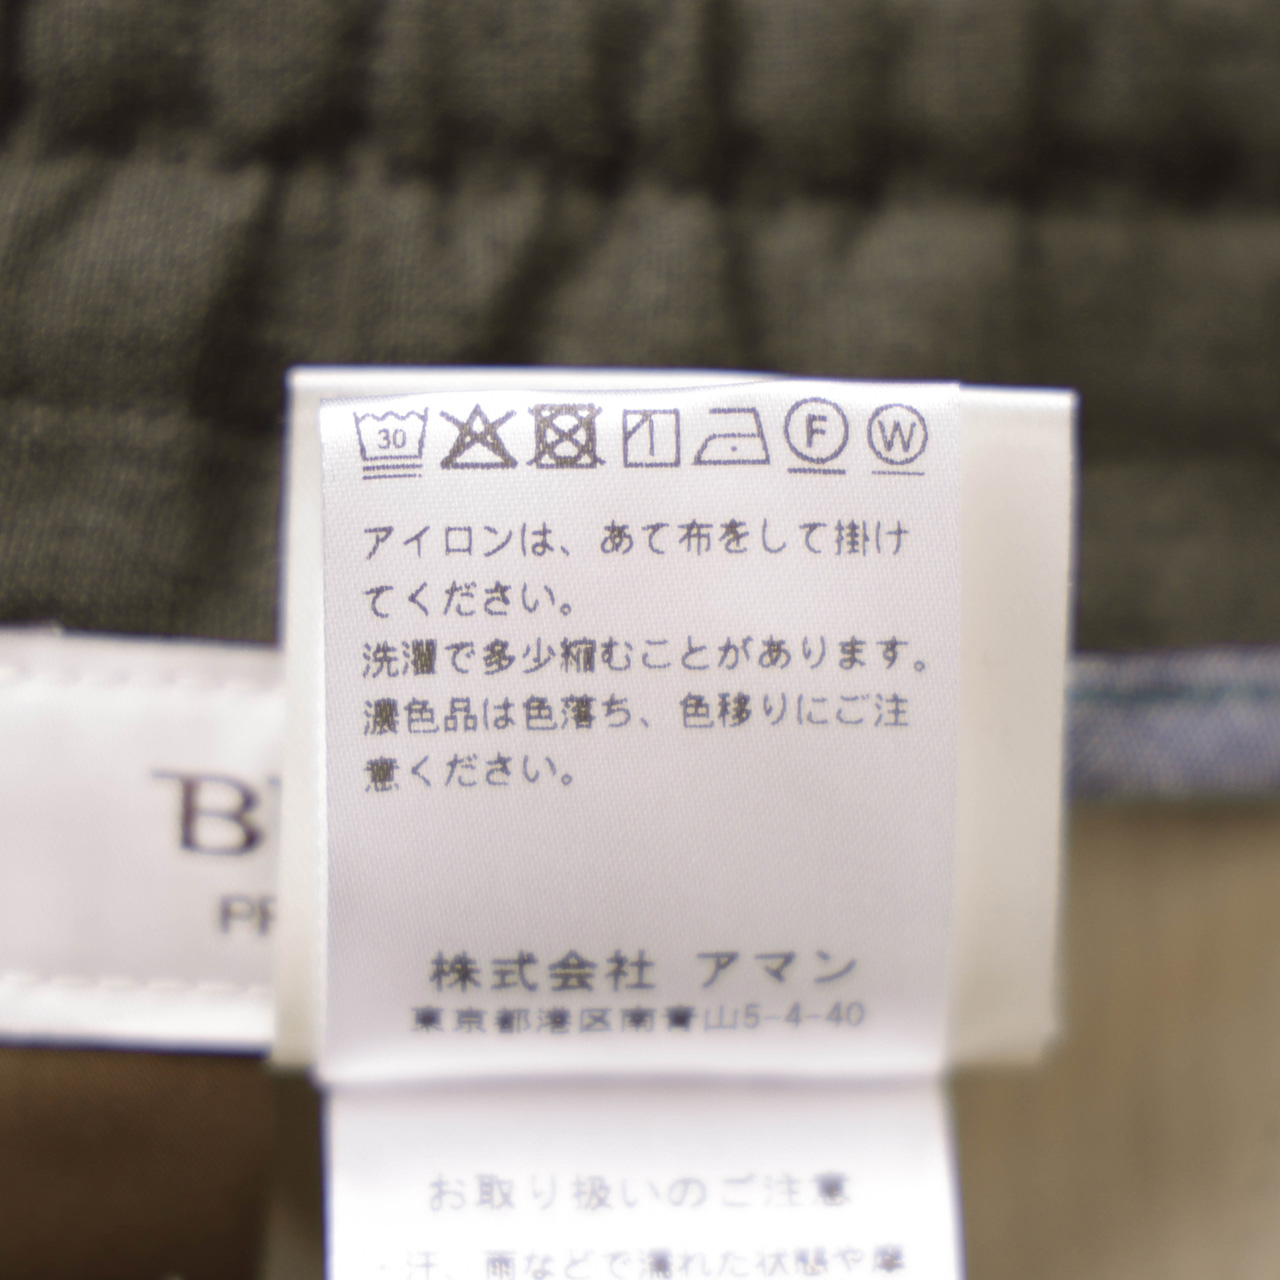 30 F W
アイロンは、あて布をして掛け
てください。
洗濯で多少縮むことがあります。
濃色品は色落ち、色移りにご注
意ください。
株式会社 アマン
東京都港区南青山5-4-40
お取り扱いのご注意
・汗、雨などで濡れた状態や摩